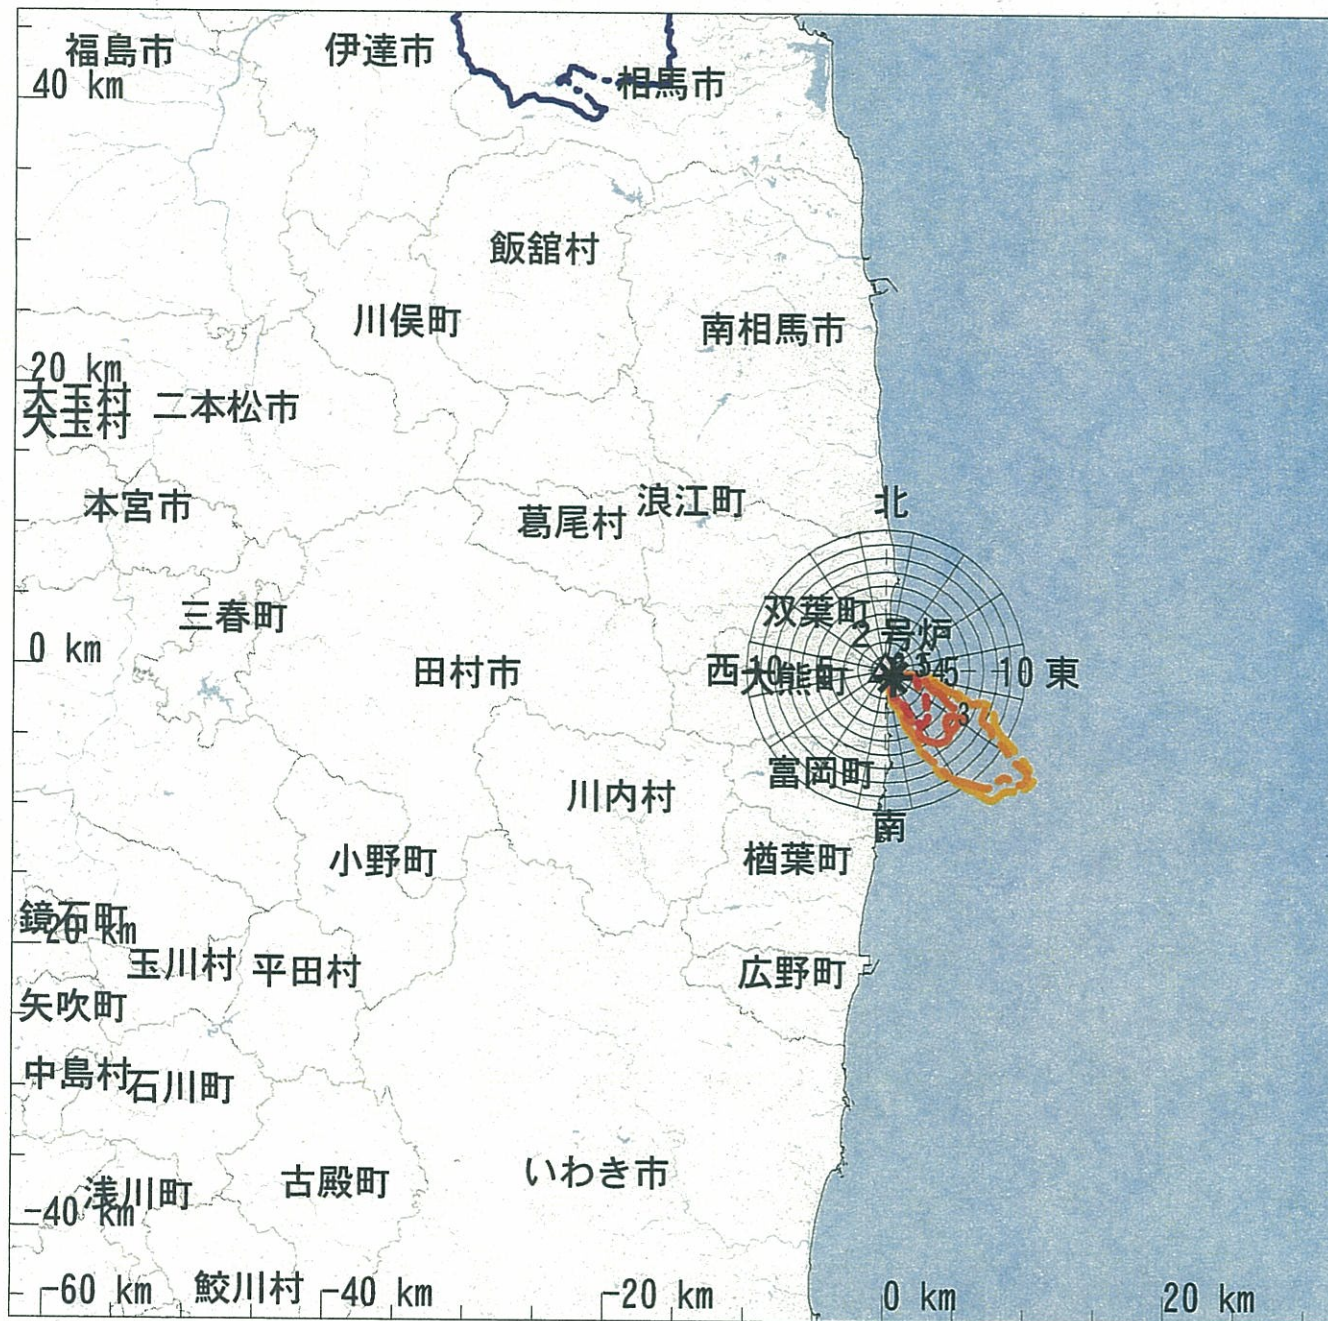 福島市
伊達市
40 km
相馬市
飯舘村
川俣町
南相馬市
20 km
大玉村
大玉村
二本松市
本宮市
葛尾村
浪江町
北
三春町
双葉町
2号炉
0 km
田村市
西
10
大熊町
5
10
東
3
富岡町
川内村
南
小野町
楢葉町
鏡石町
-20 km
玉川村
平田村
広野町
矢吹町
中島村
石川町
いわき市
浅川町
古殿町
-40 km
鮫川村
-60 km
-40 km
-20 km
0 km
20 km